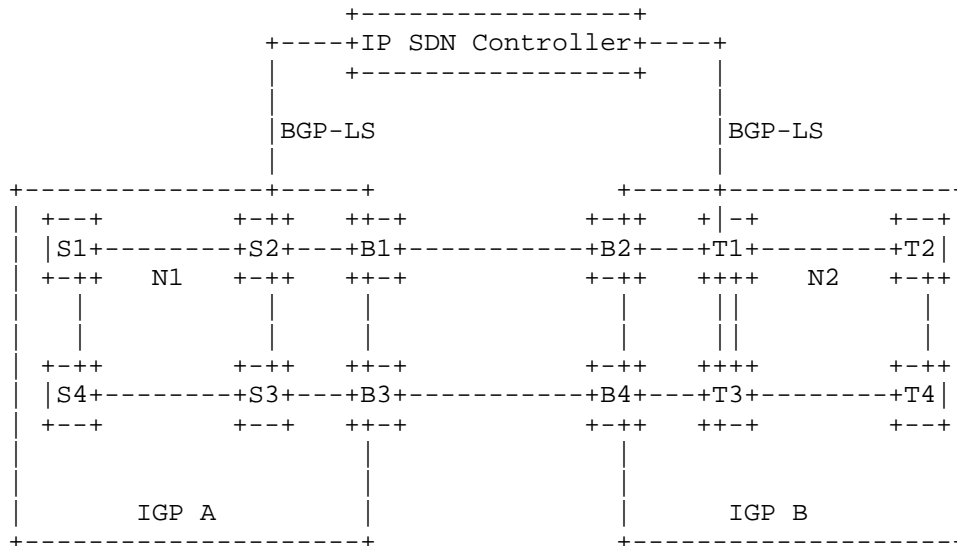 IP SDN Controller
BGP-LS BGP-LS
S1 S2 B1 B2 T1 T2
N1 N2
S4 S3 B3 B4 T3 T4
IGP A IGP B